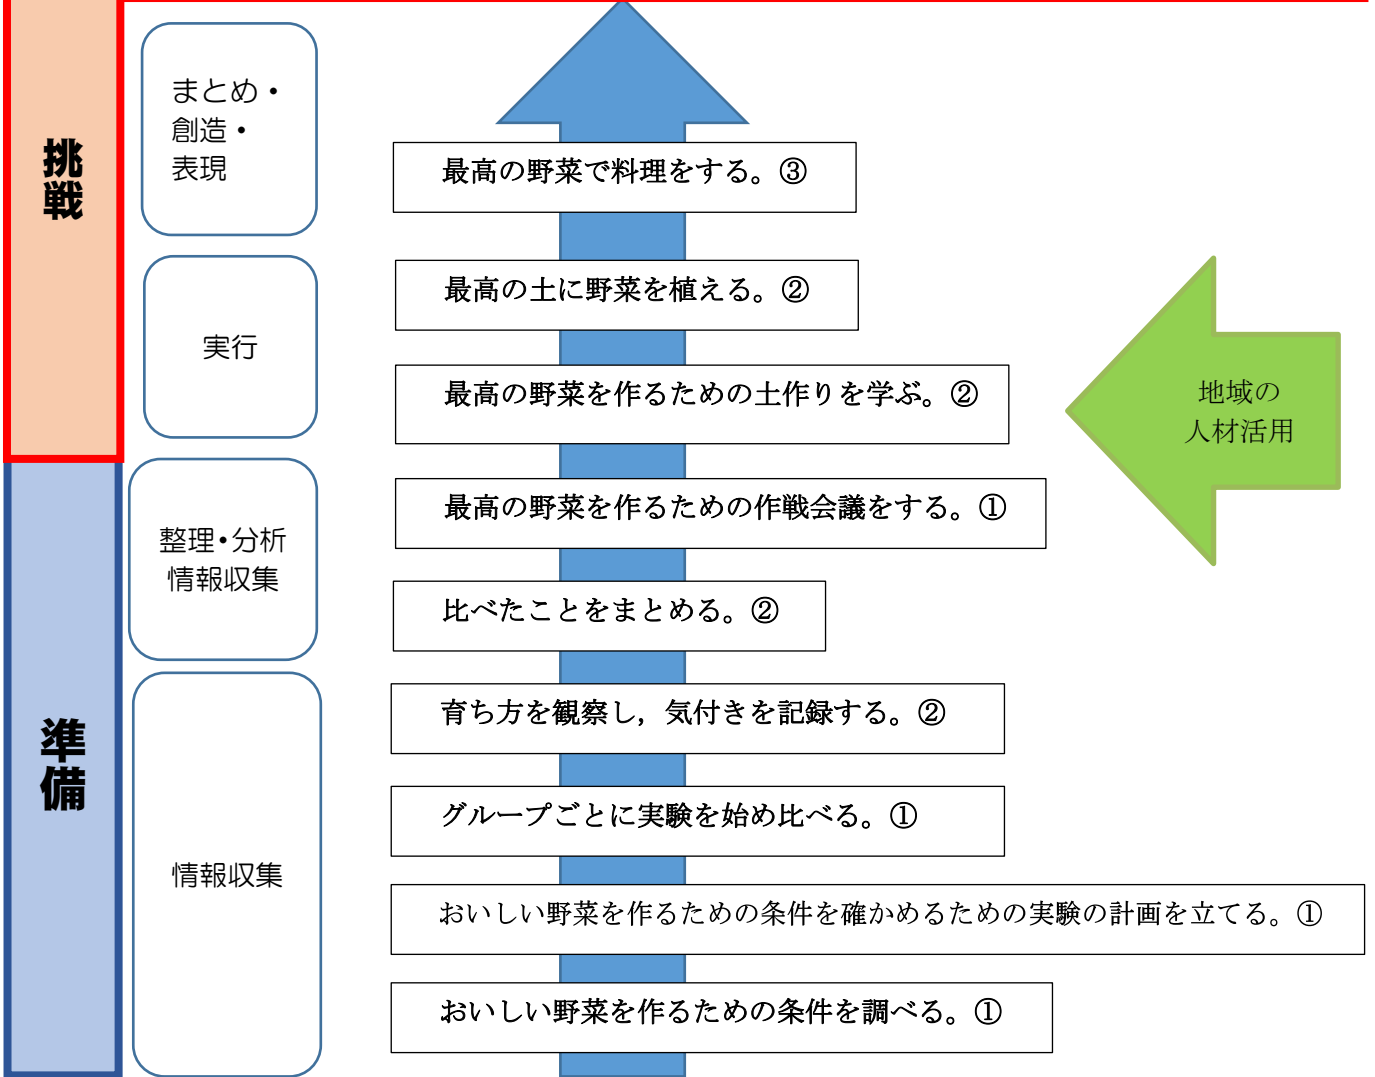 挑戦
まとめ・
創造・
表現
最高の野菜で料理をする。③
実行
最高の土に野菜を植える。②
最高の野菜を作るための土作りを学ぶ。②
地域の
人材活用
準備
整理・分析
情報収集
最高の野菜を作るための作戦会議をする。①
比べたことをまとめる。②
情報収集
育ち方を観察し，気付きを記録する。②
グループごとに実験を始め比べる。①
おいしい野菜を作るための条件を確かめるための実験の計画を立てる。①
おいしい野菜を作るための条件を調べる。①